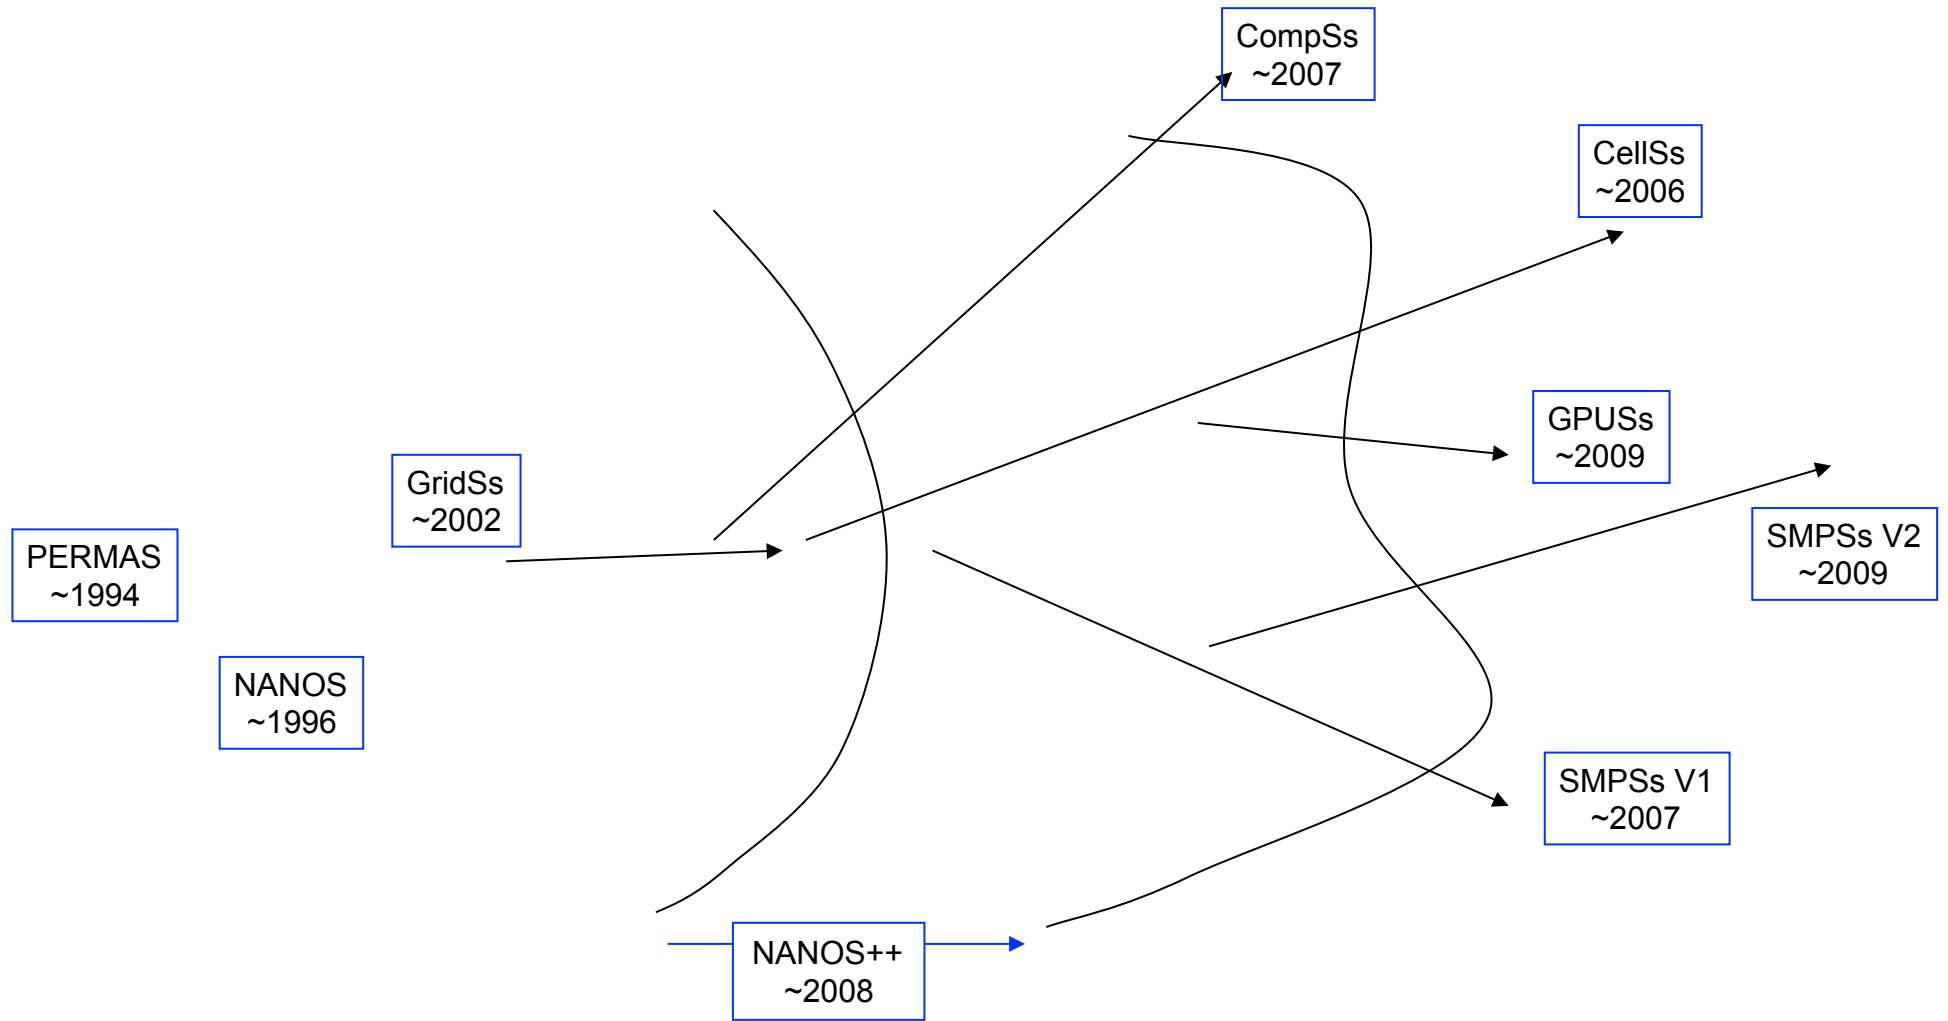 CompSs
~2007
CellSs
~2006
GPUSs
~2009
GridSs
~2002
SMPSs V2
~2009
PERMAS
~1994
NANOS
~1996
SMPSs V1
~2007
NANOS++
~2008